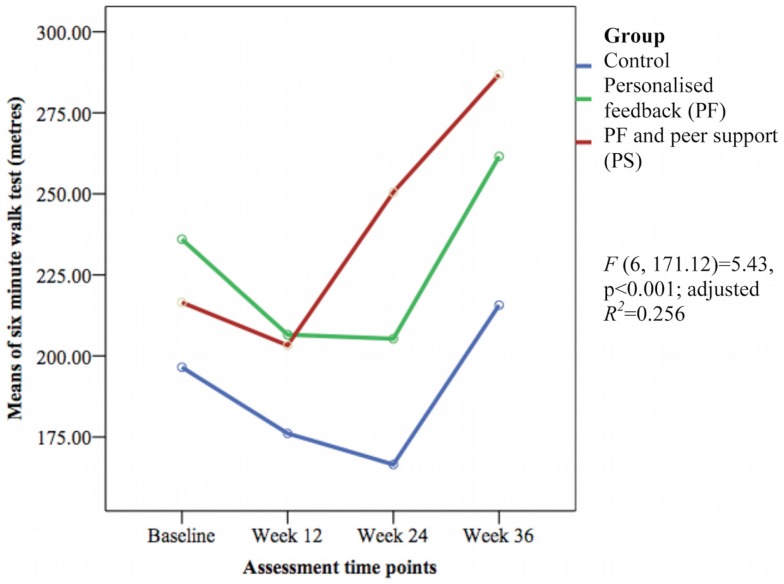 Means of six minute walk test (metres)
300.00
275.00
250.00
225.00
200.00
175.00
Baseline
Week 12
Week 24
Week 36
Assessment time points
Group
Control
Personalised
feedback (PF)
PF and peer support
(PS)
F (6, 171.12)=5.43,
p<0.001; adjusted
R²=0.256